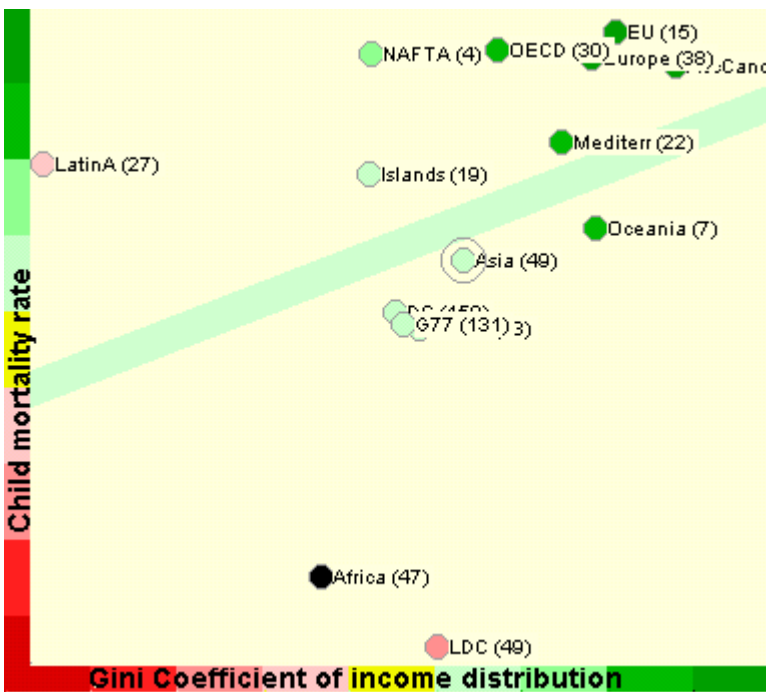 EU (15)
NAFTA (4)
OECD (30)
Europe (38)
Mediterr (22)
LatinA (27)
Islands (19)
Oceania (7)
Asia (49)
G77 (131)
Africa (47)
LDC (49)
Child mortality rate
Gini Coefficient of income distribution